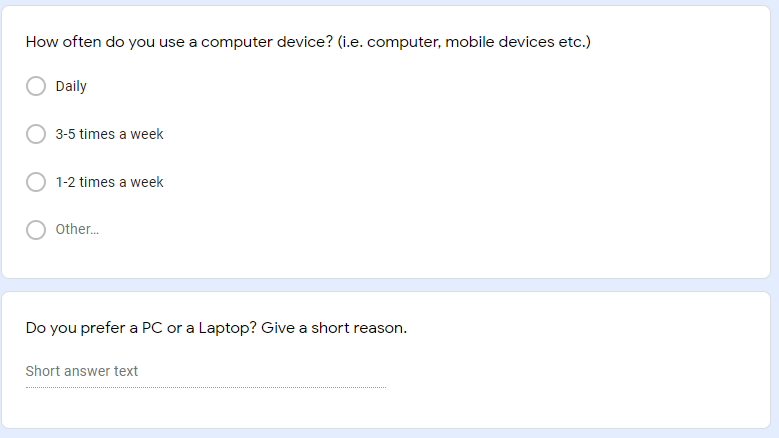 How often do you use a computer device? (i.e. computer, mobile devices etc.)
Daily
3-5 times a week
1-2 times a week
Other...
Do you prefer a PC or a Laptop? Give a short reason.
Short answer text